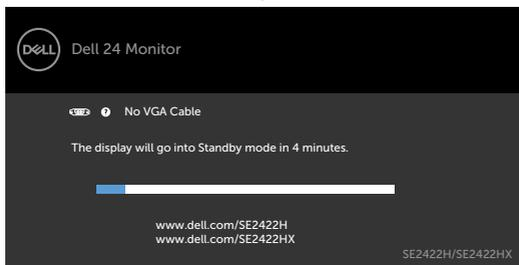 DELL
Dell 24 Monitor
? No VGA Cable
The display will go into Standby mode in 4 minutes.
www.dell.com/SE2422H
www.dell.com/SE2422HX
SE2422H/SE2422HX